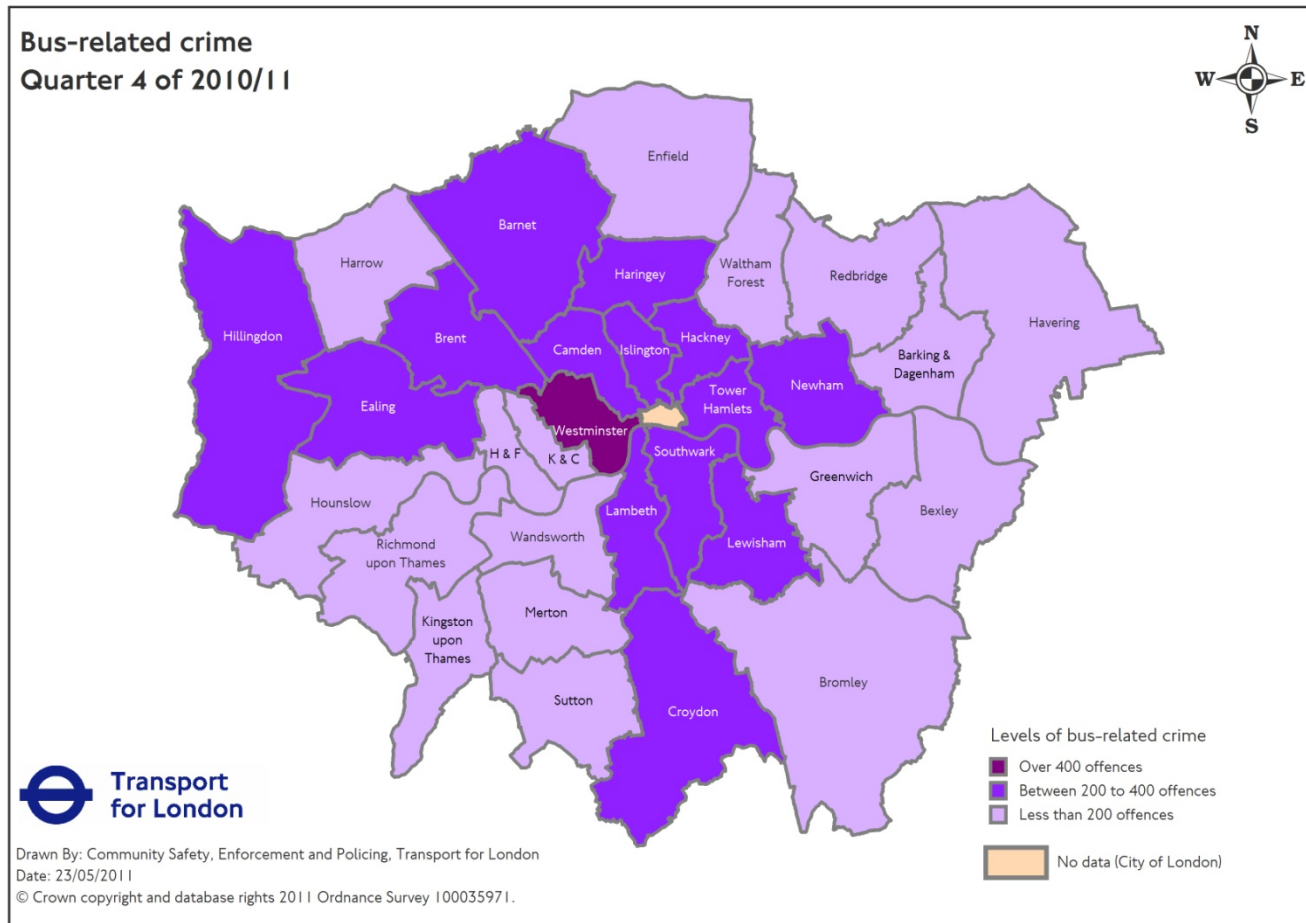 Bus-related crime
Quarter 4 of 2010/11
N
W
E
S
Enfield
Barnet
Harrow
Haringey
Waltham
Forest
Redbridge
Havering
Hillingdon
Brent
Camden
Islington
Hackney
Barking &
Dagenham
Ealing
Tower
Hamlets
Newham
Westminster
H & F
K & C
Southwark
Greenwich
Hounslow
Lambeth
Bexley
Richmond
upon Thames
Wandsworth
Lewisham
Kingston
upon
Thames
Merton
Sutton
Croydon
Bromley
Levels of bus-related crime
Over 400 offences
Between 200 to 400 offences
Less than 200 offences
No data (City of London)
Transport
for London
Drawn By: Community Safety, Enforcement and Policing, Transport for London
Date: 23/05/2011
© Crown copyright and database rights 2011 Ordnance Survey 100035971.